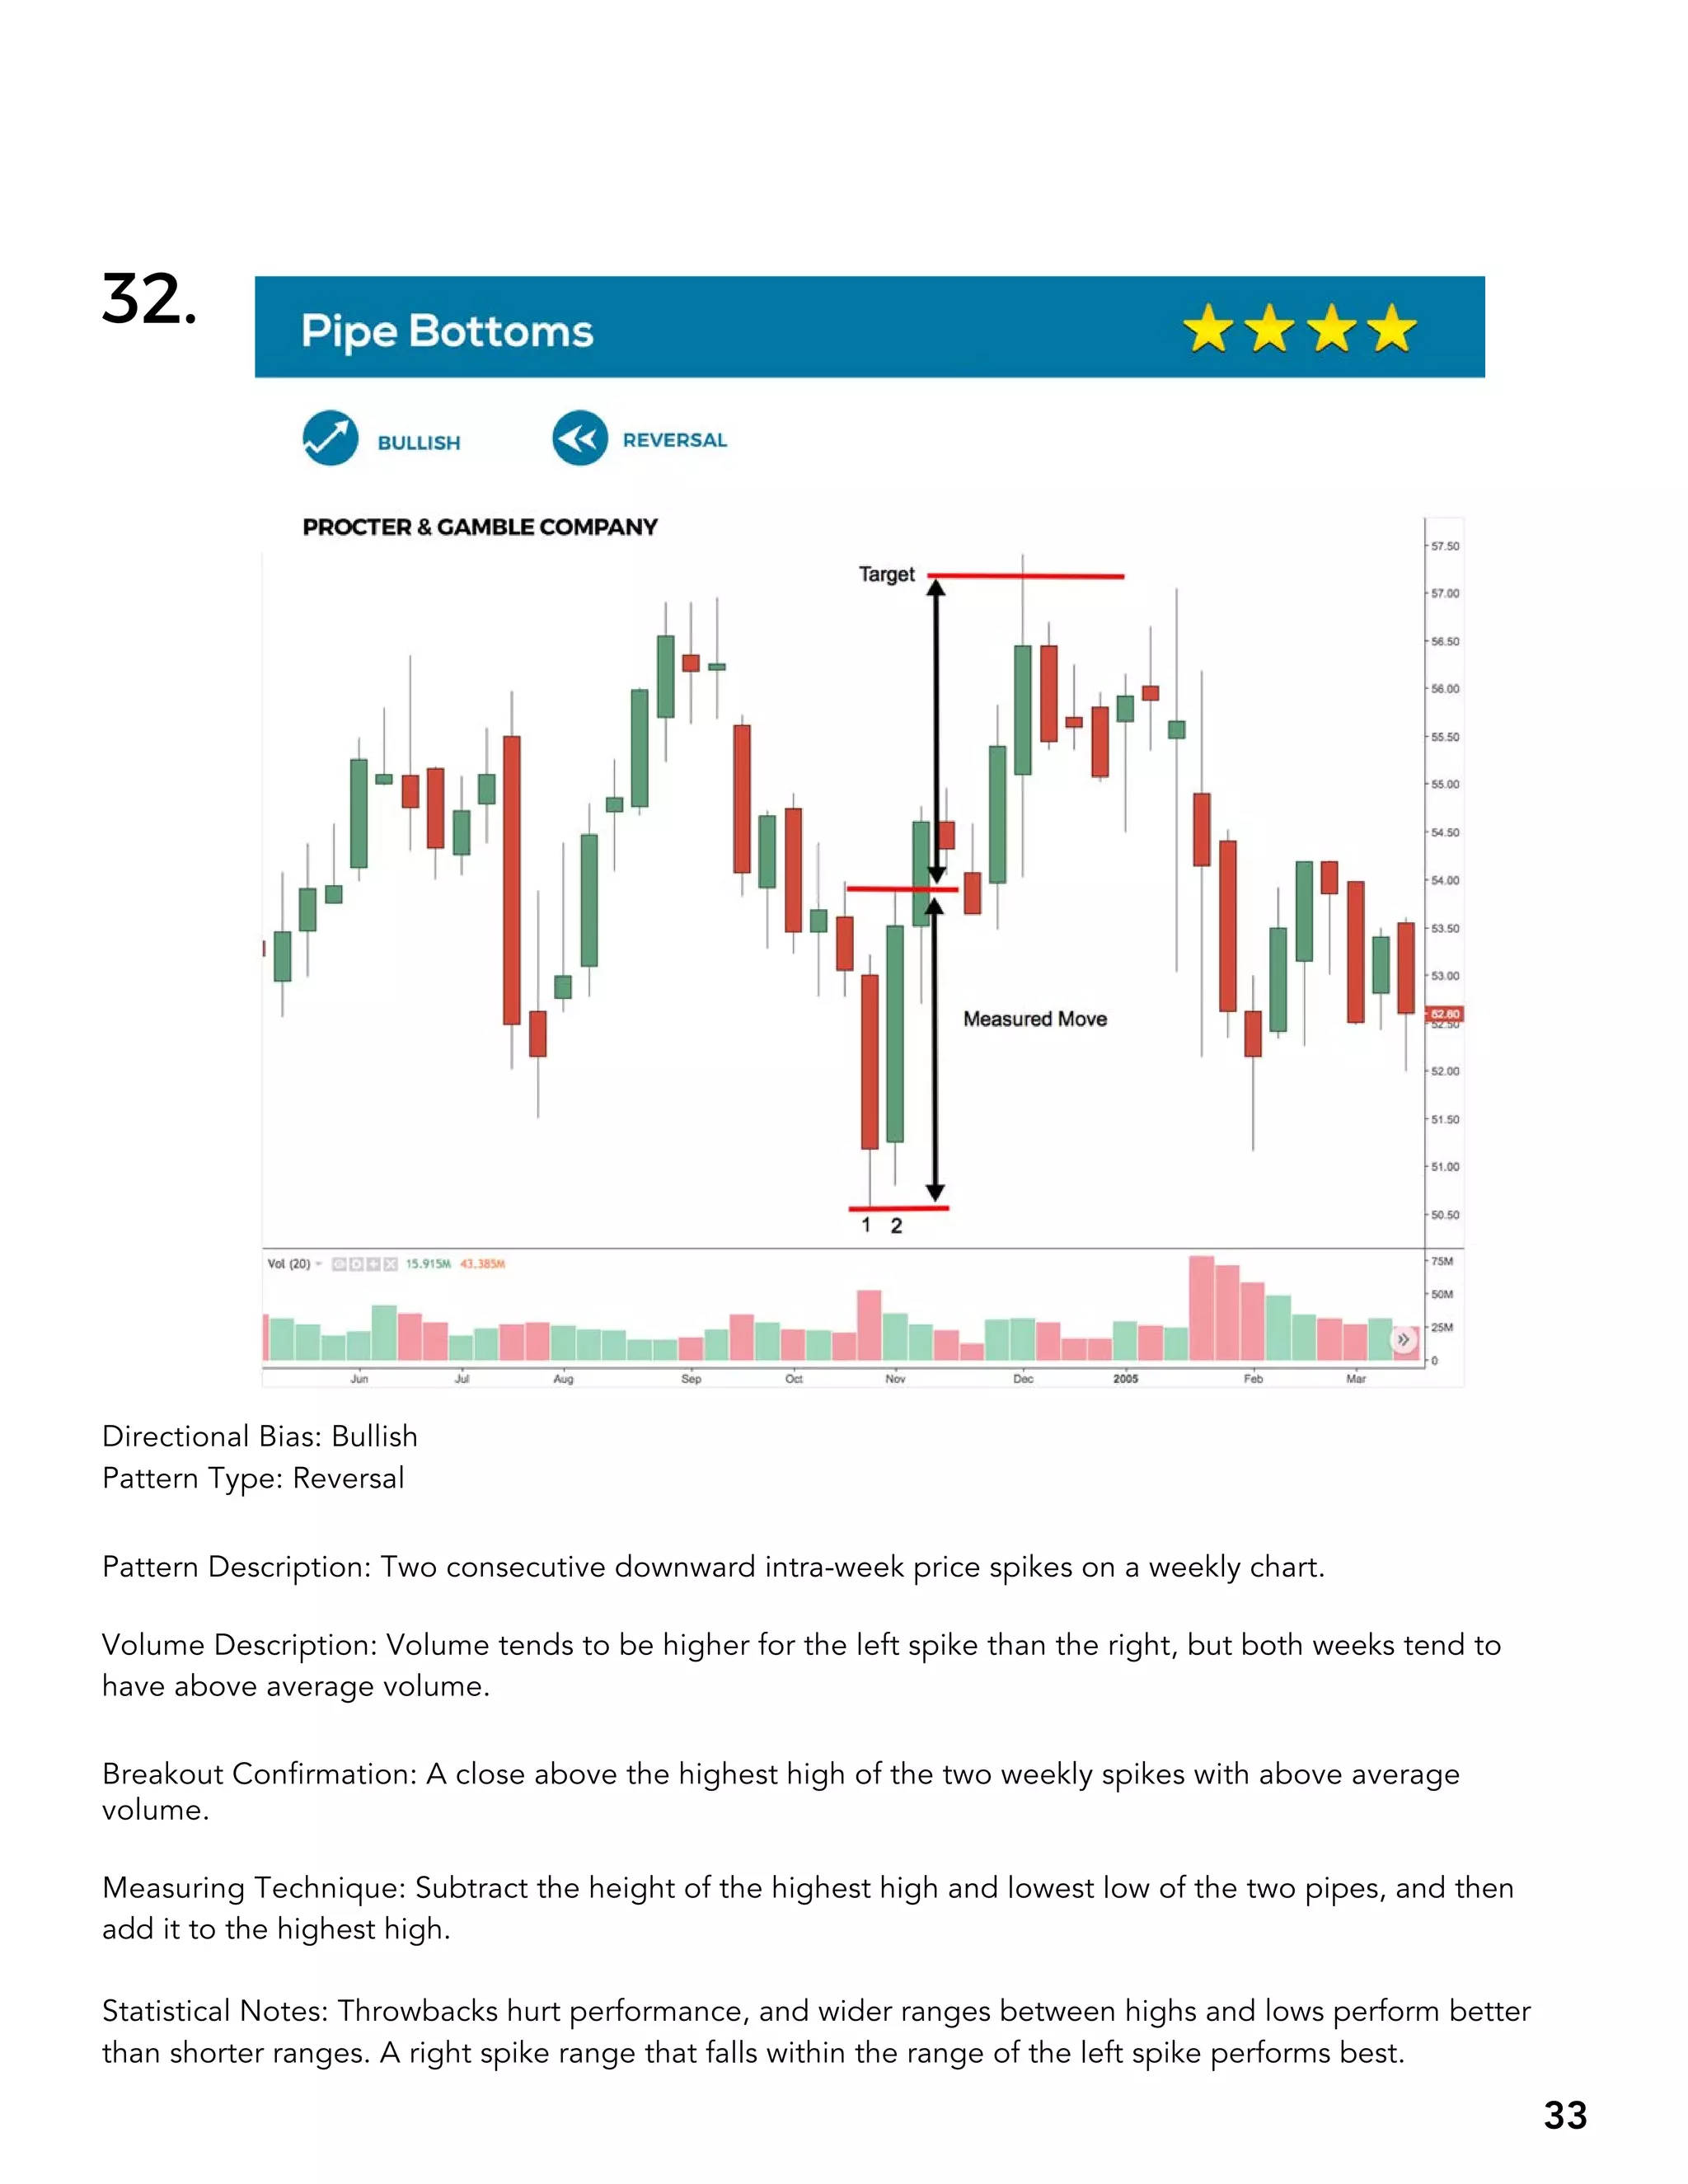 32.
Pipe Bottoms
BULLISH
REVERSAL
PROCTER & GAMBLE COMPANY
Target
57.50
57.00
56.50
56.00
55.50
55.00
54.50
54.00
53.50
53.00
52.60
52.50
52.00
51.50
51.00
50.50
Measured Move
1 2
Vol (20) 15.915M 43.385M
75M
50M
25M
0
Jun Jul Aug Sep Oct Nov Dec 2005 Feb Mar
Directional Bias: Bullish
Pattern Type: Reversal
Pattern Description: Two consecutive downward intra-week price spikes on a weekly chart.
Volume Description: Volume tends to be higher for the left spike than the right, but both weeks tend to
have above average volume.
Breakout Confirmation: A close above the highest high of the two weekly spikes with above average
volume.
Measuring Technique: Subtract the height of the highest high and lowest low of the two pipes, and then
add it to the highest high.
Statistical Notes: Throwbacks hurt performance, and wider ranges between highs and lows perform better
than shorter ranges. A right spike range that falls within the range of the left spike performs best.
33